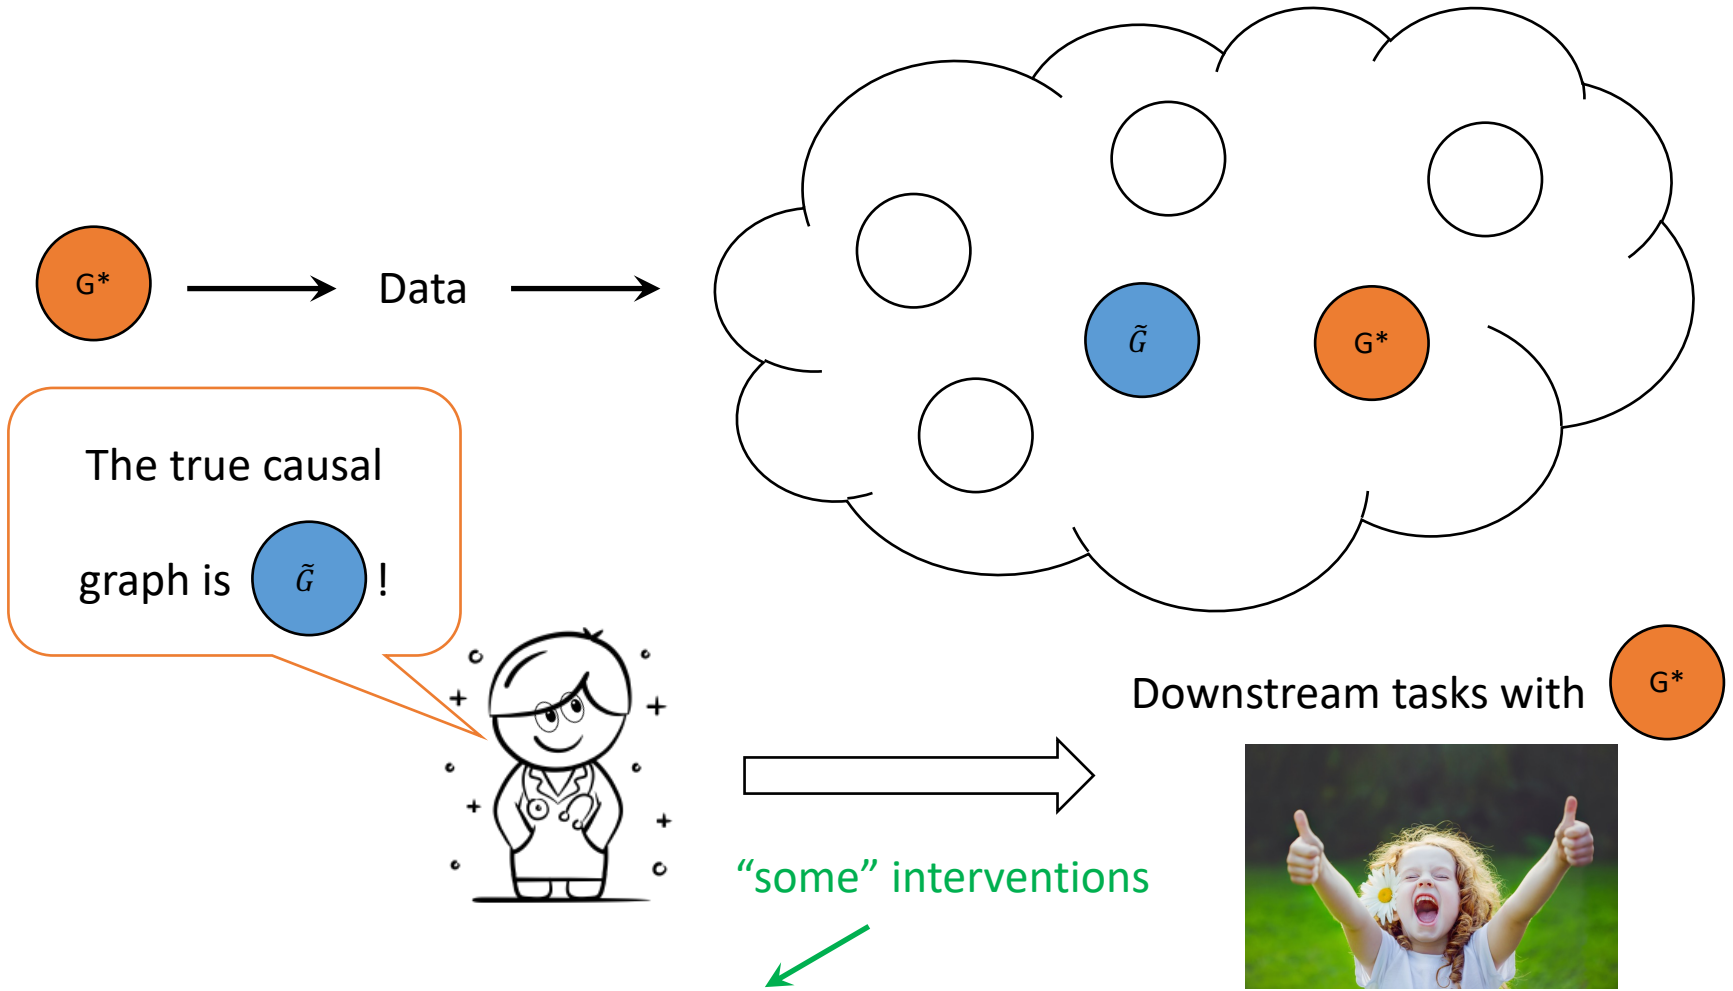 G*
Data
G̃
G*
The true causal
graph is G̃ !
Downstream tasks with G*
“some” interventions